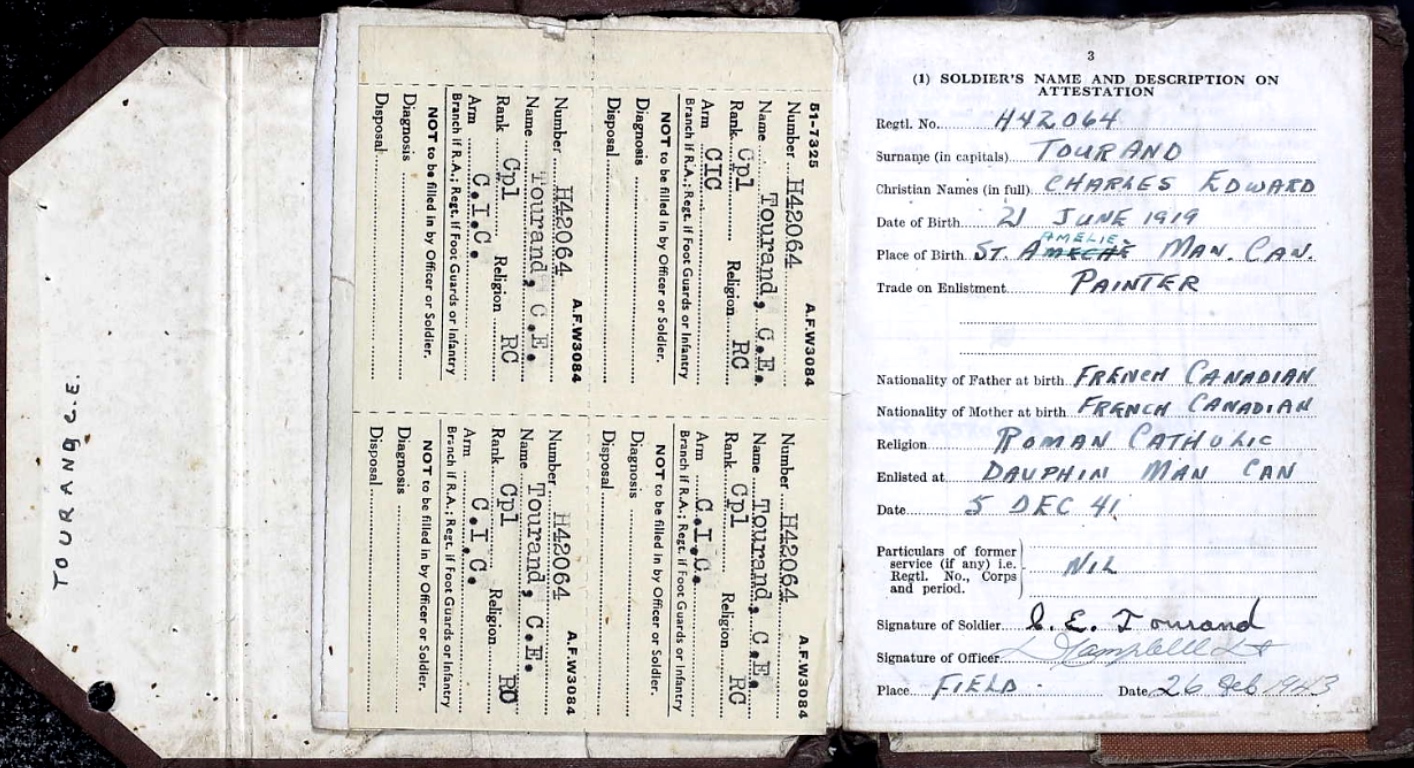 TOURAND C.E.
51-7325 A.F.W3084
Number H42064
Name Tourand, C.E.
Rank Cpl Religion RC
Arm CIC
Branch if R.A.; Regt. if Foot Guards or Infantry
NOT to be filled in by Officer or Soldier.
Diagnosis
Disposal
A.F.W3084
Number H42064
Name Tourand, C.E.
Rank Cpl Religion RC
Arm C.I.C.
Branch if R.A.; Regt. if Foot Guards or Infantry
NOT to be filled in by Officer or Soldier.
Diagnosis
Disposal
A.F.W3084
Number H42064
Name Tourand, C.E.
Rank Cpl Religion RC
Arm C.I.C.
Branch if R.A.; Regt. if Foot Guards or Infantry
NOT to be filled in by Officer or Soldier.
Diagnosis
Disposal
A.F.W3084
Number H42064
Name Tourand, C.E.
Rank Cpl Religion RC
Arm C.I.C.
Branch if R.A.; Regt. if Foot Guards or Infantry
NOT to be filled in by Officer or Soldier.
Diagnosis
Disposal
3
(1) SOLDIER'S NAME AND DESCRIPTION ON
ATTESTATION
Regtl. No. H42064
Surname (in capitals) TOURAND
Christian Names (in full) CHARLES EDWARD
Date of Birth 21 JUNE 1919
AMELIE
Place of Birth ST. MAN. CAN.
Trade on Enlistment PAINTER
Nationality of Father at birth FRENCH CANADIAN
Nationality of Mother at birth FRENCH CANADIAN
Religion ROMAN CATHOLIC
Enlisted at DAUPHIN MAN CAN
Date 5 DEC 41
Particulars of former
service (if any) i.e. NIL
Regtl. No., Corps
and period.
Signature of Soldier C. E. Tourand
Signature of Officer Campbell Lt
Place FIELD Date 26 Feb 1943